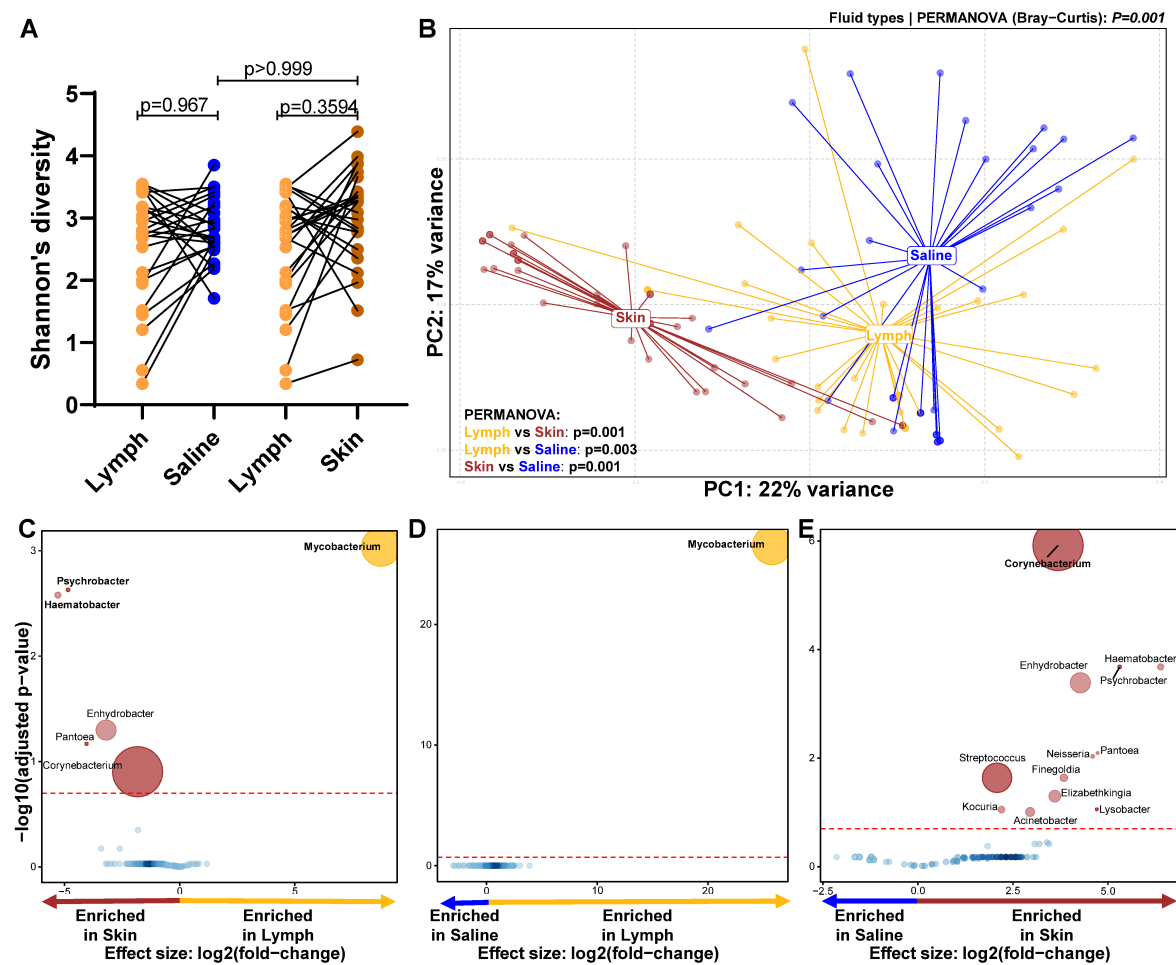 A
p>0.999
p=0.967
p=0.3594
Shannon's diversity
5
4
3
2
1
0
Lymph
Saline
Lymph
Skin
B
Fluid types | PERMANOVA (Bray−Curtis): P=0.001
PC2: 17% variance
Saline
Skin
Lymph
PERMANOVA:
Lymph vs Skin: p=0.001
Lymph vs Saline: p=0.003
Skin vs Saline: p=0.001
PC1: 22% variance
C
−log10(adjusted p−value)
3
2
1
0
Mycobacterium
Psychrobacter
Haematobacter
Enhydrobacter
Pantoea
Corynebacterium
−5
0
5
Enriched
in Skin
Enriched
in Lymph
Effect size: log2(fold−change)
D
20
10
0
Mycobacterium
0
10
20
Enriched
in Saline
Enriched
in Lymph
Effect size: log2(fold−change)
E
6
4
2
0
Corynebacterium
Haematobacter
Enhydrobacter
Psychrobacter
Neisseria
Pantoea
Streptococcus
Finegoldia
Elizabethkingia
Kocuria
Lysobacter
Acinetobacter
−2.5
0.0
2.5
5.0
Enriched
in Saline
Enriched
in Skin
Effect size: log2(fold−change)